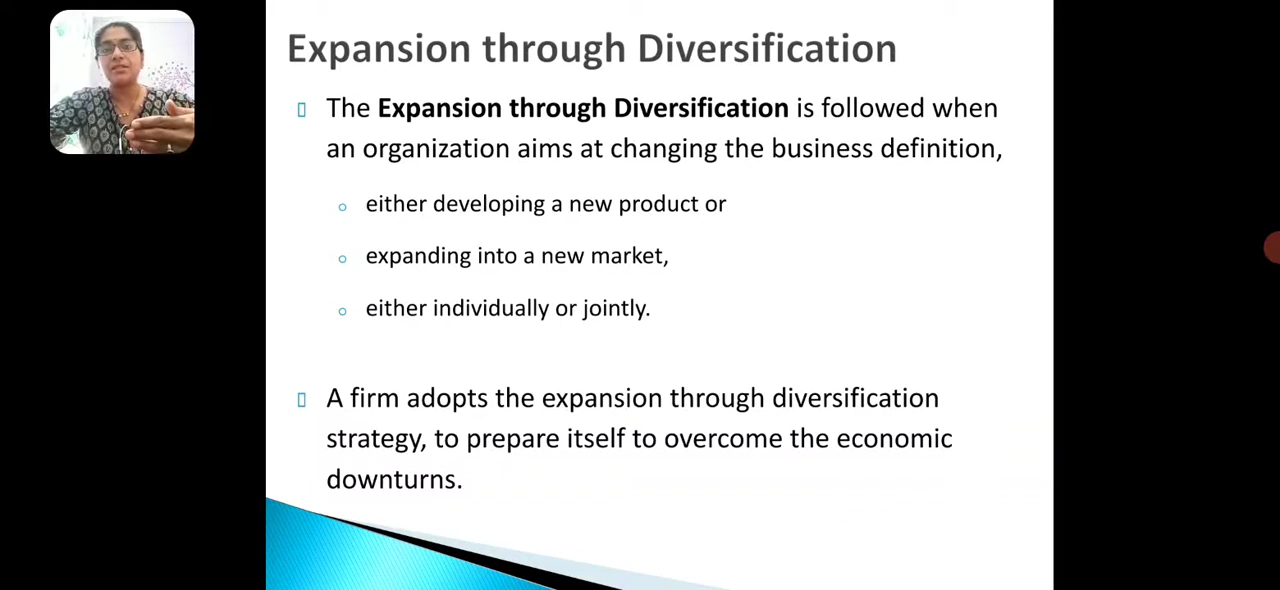 Expansion through Diversification
The Expansion through Diversification is followed when
an organization aims at changing the business definition,
either developing a new product or
expanding into a new market,
either individually or jointly.
A firm adopts the expansion through diversification
strategy, to prepare itself to overcome the economic
downturns.